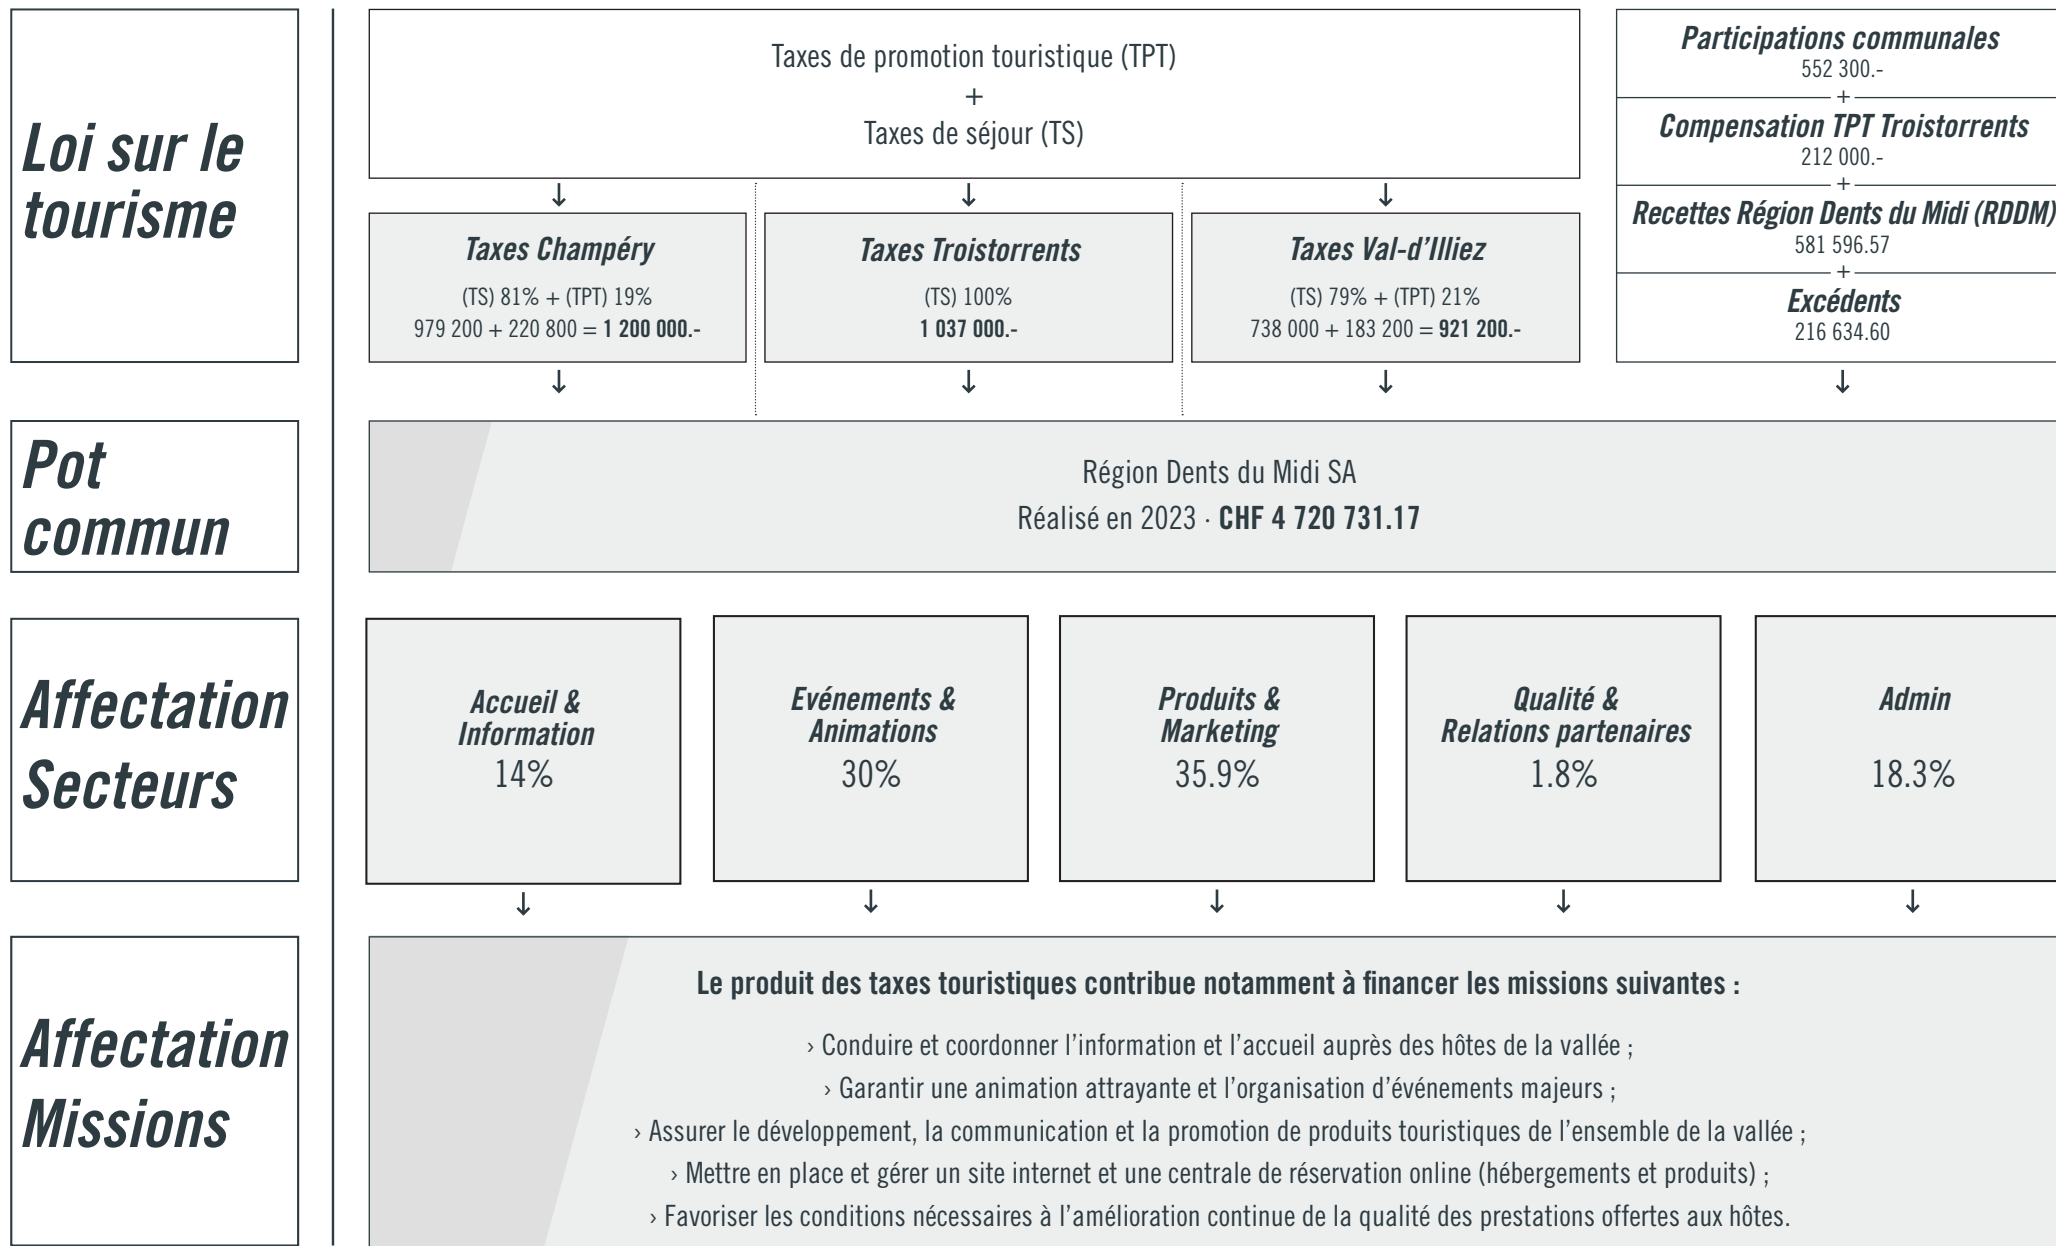 Loi sur le
tourisme
Taxes de promotion touristique (TPT)
+
Taxes de séjour (TS)
Taxes Champéry
(TS) 81% + (TPT) 19%
979 200 + 220 800 = 1 200 000.-
Taxes Troistorrents
(TS) 100%
1 037 000.-
Taxes Val-d'Illiez
(TS) 79% + (TPT) 21%
738 000 + 183 200 = 921 200.-
Participations communales
552 300.-
+
Compensation TPT Troistorrents
212 000.-
+
Recettes Région Dents du Midi (RDDM)
581 596.57
+
Excédents
216 634.60
Pot
commun
Région Dents du Midi SA
Réalisé en 2023 · CHF 4 720 731.17
Affectation
Secteurs
Accueil &
Information
14%
Evénements &
Animations
30%
Produits &
Marketing
35.9%
Qualité &
Relations partenaires
1.8%
Admin
18.3%
Affectation
Missions
Le produit des taxes touristiques contribue notamment à financer les missions suivantes :
› Conduire et coordonner l'information et l'accueil auprès des hôtes de la vallée ;
› Garantir une animation attrayante et l'organisation d'événements majeurs ;
› Assurer le développement, la communication et la promotion de produits touristiques de l'ensemble de la vallée ;
› Mettre en place et gérer un site internet et une centrale de réservation online (hébergements et produits) ;
› Favoriser les conditions nécessaires à l'amélioration continue de la qualité des prestations offertes aux hôtes.